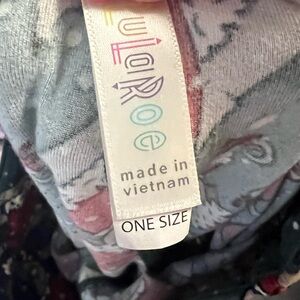 LuLaRoe
made in
vietnam
ONE SIZE